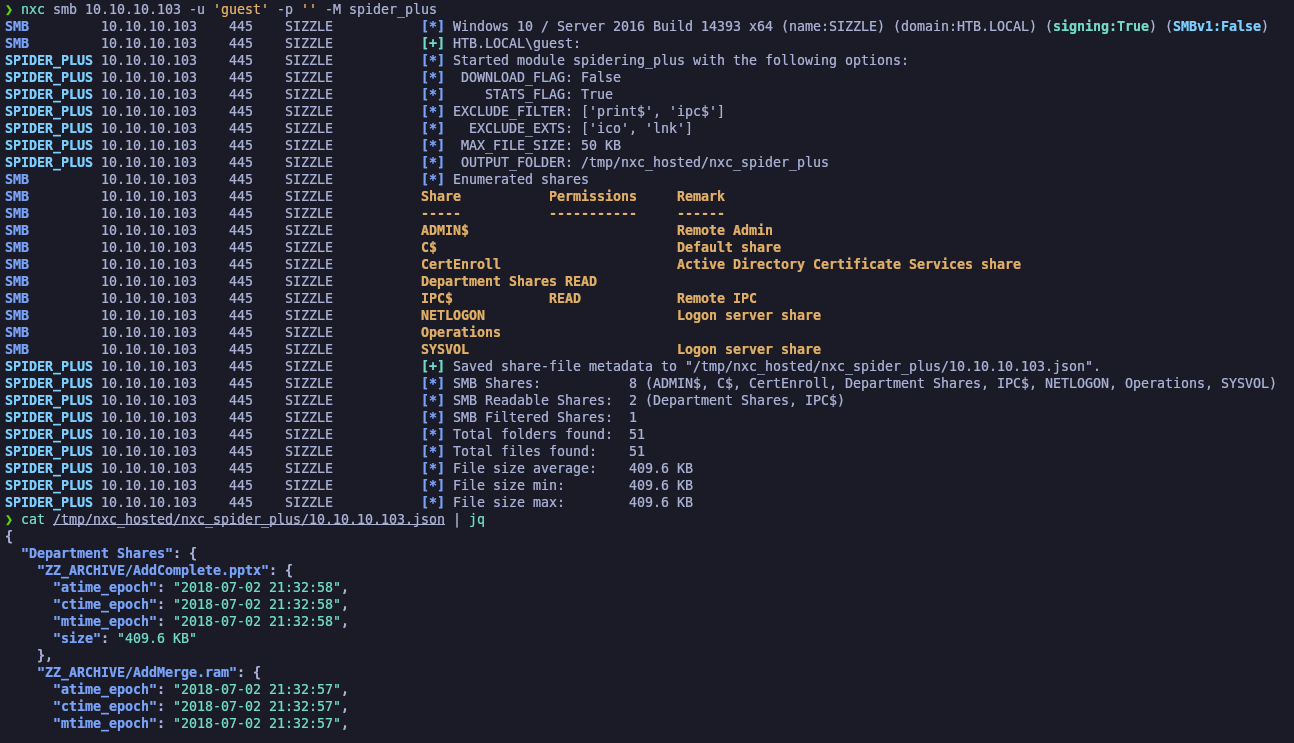 ❯ nxc smb 10.10.10.103 -u 'guest' -p '' -M spider_plus
SMB         10.10.10.103    445    SIZZLE           [*] Windows 10 / Server 2016 Build 14393 x64 (name:SIZZLE) (domain:HTB.LOCAL) (signing:True) (SMBv1:False)
SMB         10.10.10.103    445    SIZZLE           [+] HTB.LOCAL\guest:
SPIDER_PLUS 10.10.10.103    445    SIZZLE           [*] Started module spidering_plus with the following options:
SPIDER_PLUS 10.10.10.103    445    SIZZLE           [*]  DOWNLOAD_FLAG: False
SPIDER_PLUS 10.10.10.103    445    SIZZLE           [*]     STATS_FLAG: True
SPIDER_PLUS 10.10.10.103    445    SIZZLE           [*] EXCLUDE_FILTER: ['print$', 'ipc$']
SPIDER_PLUS 10.10.10.103    445    SIZZLE           [*]   EXCLUDE_EXTS: ['ico', 'lnk']
SPIDER_PLUS 10.10.10.103    445    SIZZLE           [*]  MAX_FILE_SIZE: 50 KB
SPIDER_PLUS 10.10.10.103    445    SIZZLE           [*]  OUTPUT_FOLDER: /tmp/nxc_hosted/nxc_spider_plus
SMB         10.10.10.103    445    SIZZLE           [*] Enumerated shares
SMB         10.10.10.103    445    SIZZLE           Share           Permissions     Remark
SMB         10.10.10.103    445    SIZZLE           -----           -----------     ------
SMB         10.10.10.103    445    SIZZLE           ADMIN$                          Remote Admin
SMB         10.10.10.103    445    SIZZLE           C$                              Default share
SMB         10.10.10.103    445    SIZZLE           CertEnroll                      Active Directory Certificate Services share
SMB         10.10.10.103    445    SIZZLE           Department Shares READ
SMB         10.10.10.103    445    SIZZLE           IPC$            READ            Remote IPC
SMB         10.10.10.103    445    SIZZLE           NETLOGON                        Logon server share
SMB         10.10.10.103    445    SIZZLE           Operations
SMB         10.10.10.103    445    SIZZLE           SYSVOL                          Logon server share
SPIDER_PLUS 10.10.10.103    445    SIZZLE           [+] Saved share-file metadata to "/tmp/nxc_hosted/nxc_spider_plus/10.10.10.103.json".
SPIDER_PLUS 10.10.10.103    445    SIZZLE           [*] SMB Shares:           8 (ADMIN$, C$, CertEnroll, Department Shares, IPC$, NETLOGON, Operations, SYSVOL)
SPIDER_PLUS 10.10.10.103    445    SIZZLE           [*] SMB Readable Shares:  2 (Department Shares, IPC$)
SPIDER_PLUS 10.10.10.103    445    SIZZLE           [*] SMB Filtered Shares:  1
SPIDER_PLUS 10.10.10.103    445    SIZZLE           [*] Total folders found:  51
SPIDER_PLUS 10.10.10.103    445    SIZZLE           [*] Total files found:    51
SPIDER_PLUS 10.10.10.103    445    SIZZLE           [*] File size average:    409.6 KB
SPIDER_PLUS 10.10.10.103    445    SIZZLE           [*] File size min:        409.6 KB
SPIDER_PLUS 10.10.10.103    445    SIZZLE           [*] File size max:        409.6 KB
❯ cat /tmp/nxc_hosted/nxc_spider_plus/10.10.10.103.json | jq
{
  "Department Shares": {
    "ZZ_ARCHIVE/AddComplete.pptx": {
      "atime_epoch": "2018-07-02 21:32:58",
      "ctime_epoch": "2018-07-02 21:32:58",
      "mtime_epoch": "2018-07-02 21:32:58",
      "size": "409.6 KB"
    },
    "ZZ_ARCHIVE/AddMerge.ram": {
      "atime_epoch": "2018-07-02 21:32:57",
      "ctime_epoch": "2018-07-02 21:32:57",
      "mtime_epoch": "2018-07-02 21:32:57",